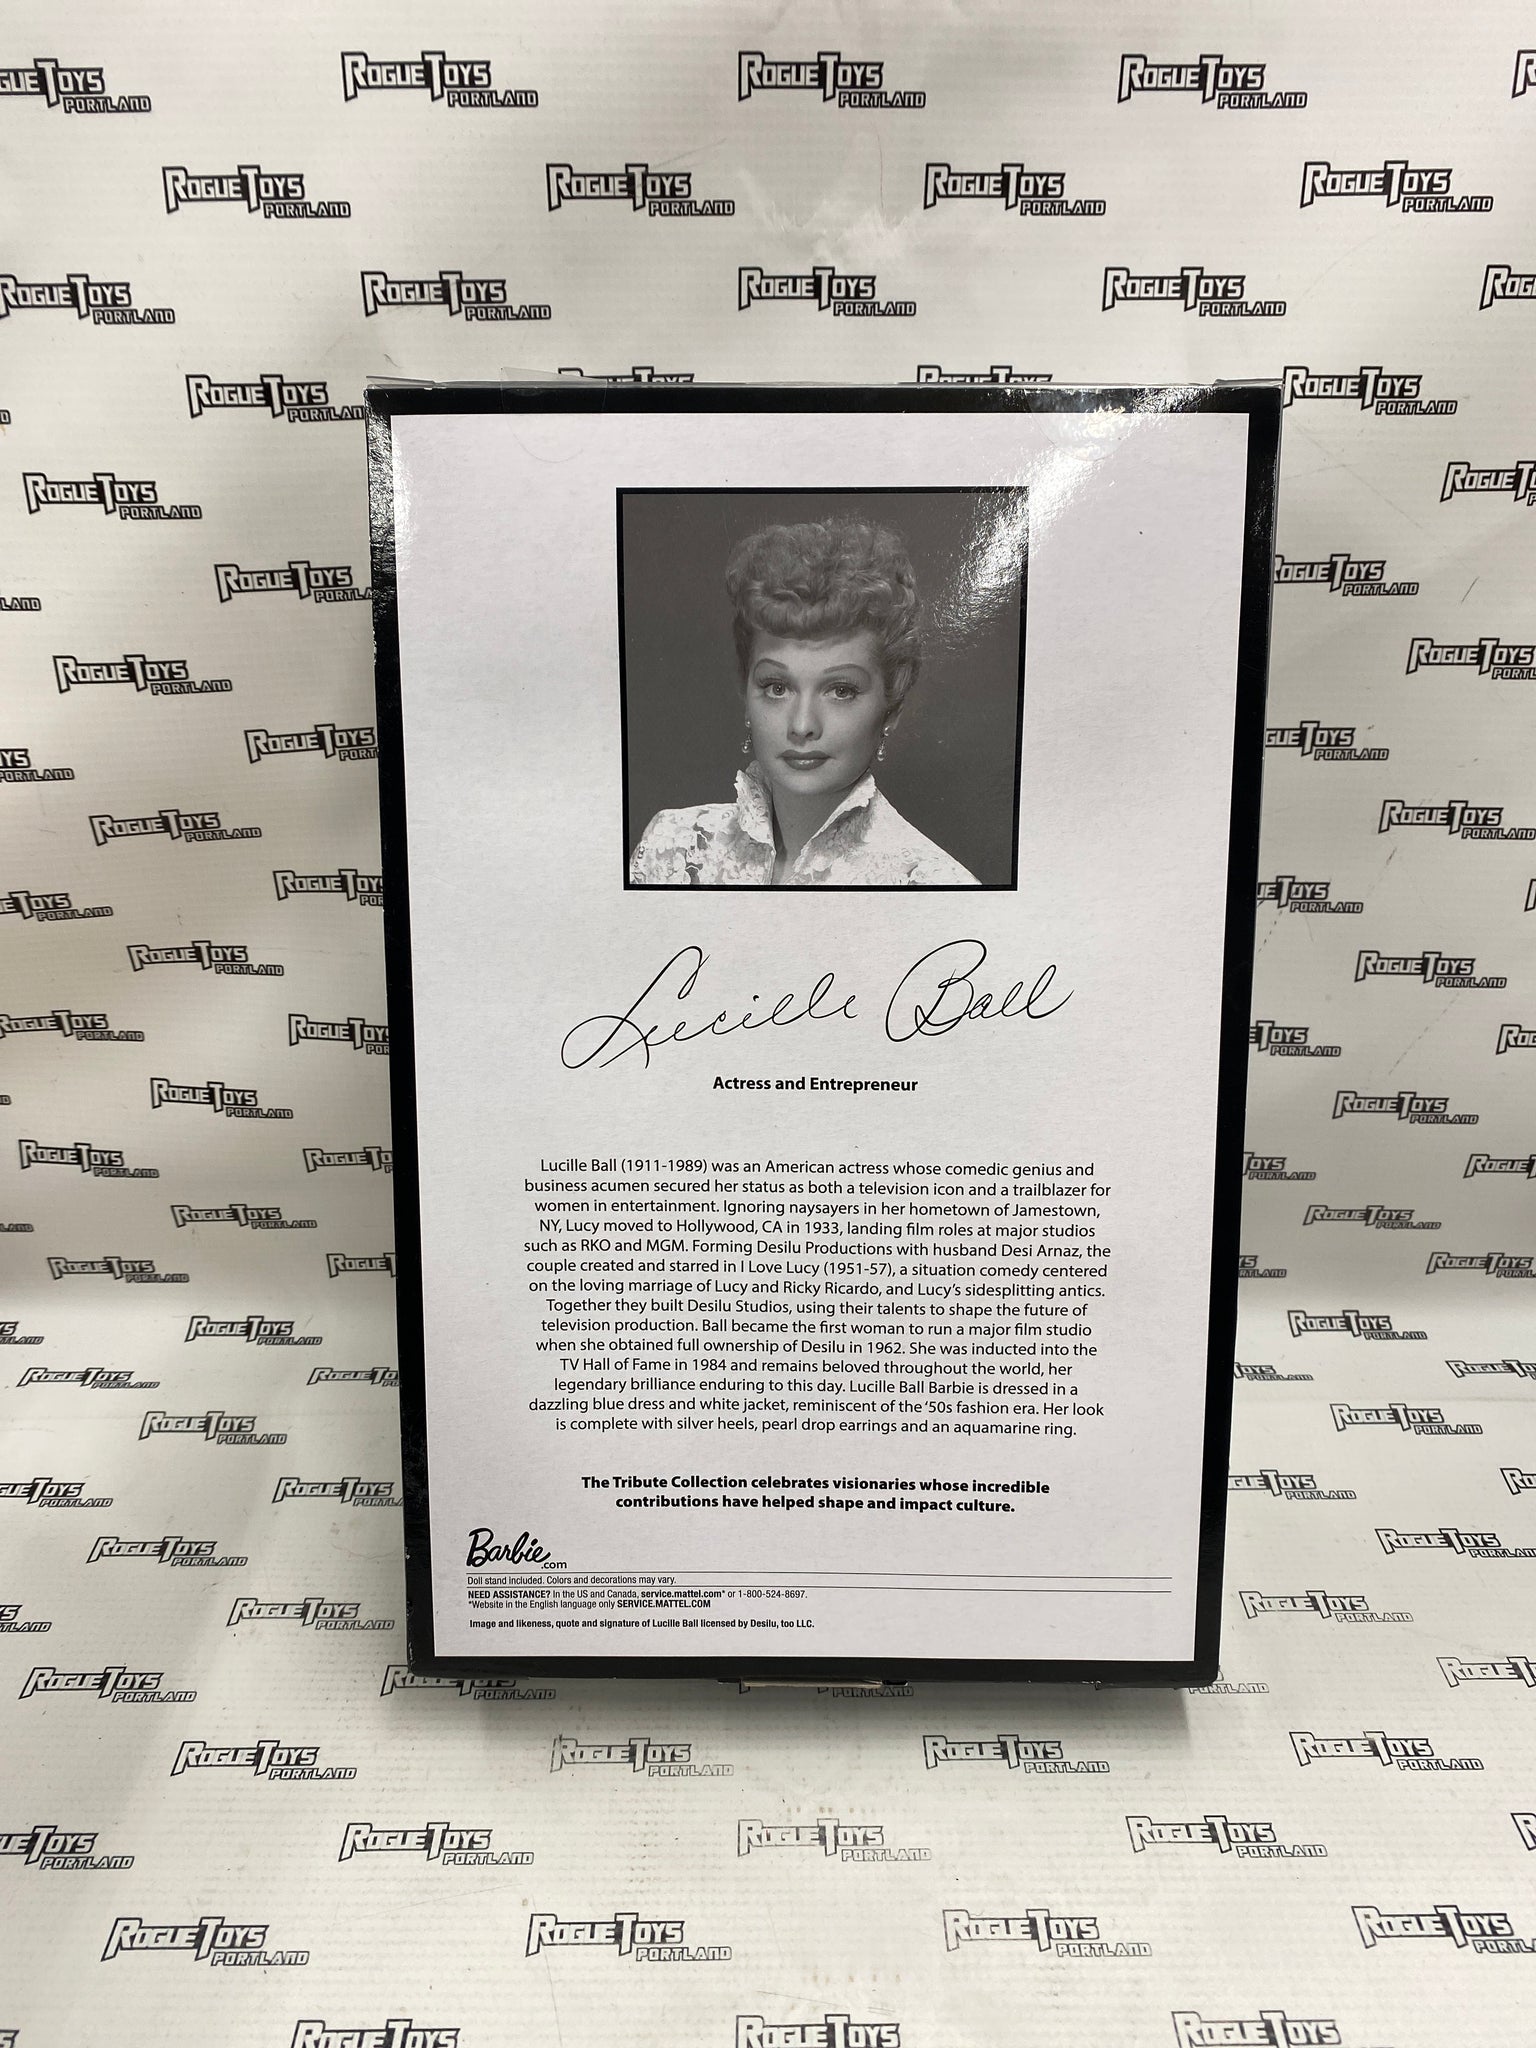 ROGUE TOYS
PORTLAND
Lucille Ball
Actress and Entrepreneur
Lucille Ball (1911-1989) was an American actress whose comedic genius and
business acumen secured her status as both a television icon and a trailblazer for
women in entertainment. Ignoring naysayers in her hometown of Jamestown,
NY, Lucy moved to Hollywood, CA in 1933, landing film roles at major studios
such as RKO and MGM. Forming Desilu Productions with husband Desi Arnaz, the
couple created and starred in I Love Lucy (1951-57), a situation comedy centered
on the loving marriage of Lucy and Ricky Ricardo, and Lucy's sidesplitting antics.
Together they built Desilu Studios, using their talents to shape the future of
television production. Ball became the first woman to run a major film studio
when she obtained full ownership of Desilu in 1962. She was inducted into the
TV Hall of Fame in 1984 and remains beloved throughout the world, her
legendary brilliance enduring to this day. Lucille Ball Barbie is dressed in a
dazzling blue dress and white jacket, reminiscent of the '50s fashion era. Her look
is complete with silver heels, pearl drop earrings and an aquamarine ring.
The Tribute Collection celebrates visionaries whose incredible
contributions have helped shape and impact culture.
Barbie.com
Doll stand included. Colors and decorations may vary.
NEED ASSISTANCE? In the US and Canada, service.mattel.com* or 1-800-524-8697.
*Website in the English language only SERVICE.MATTEL.COM
Image and likeness, quote and signature of Lucille Ball licensed by Desilu, too LLC.